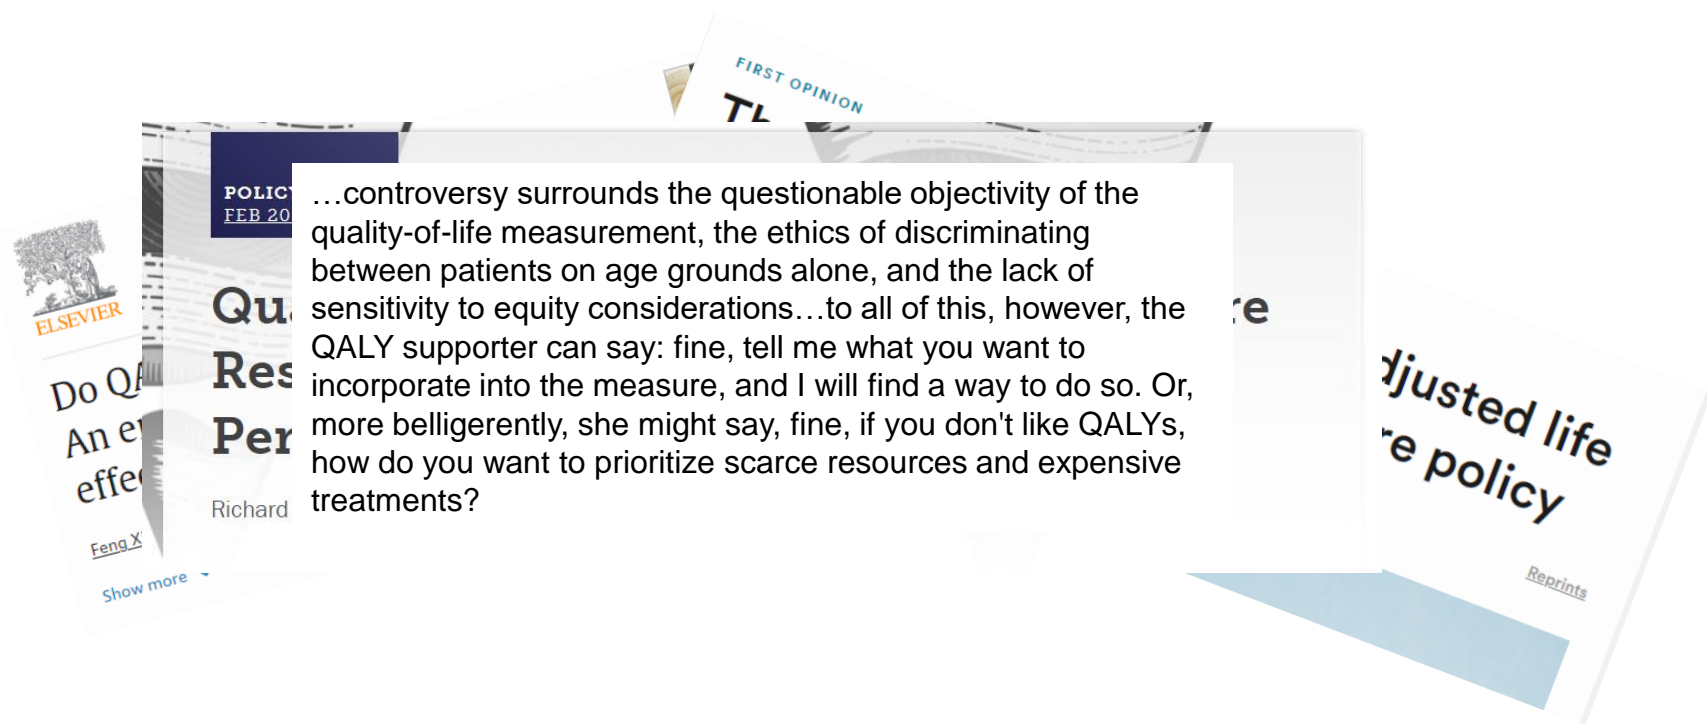 FIRST OPINION
POLICY
FEB 20
…controversy surrounds the questionable objectivity of the
quality-of-life measurement, the ethics of discriminating
between patients on age grounds alone, and the lack of
sensitivity to equity considerations…to all of this, however, the
QALY supporter can say: fine, tell me what you want to
incorporate into the measure, and I will find a way to do so. Or,
more belligerently, she might say, fine, if you don't like QALYs,
how do you want to prioritize scarce resources and expensive
treatments?
Richard
ELSEVIER
Do
An
Feng
Show more
life
policy
Reprints